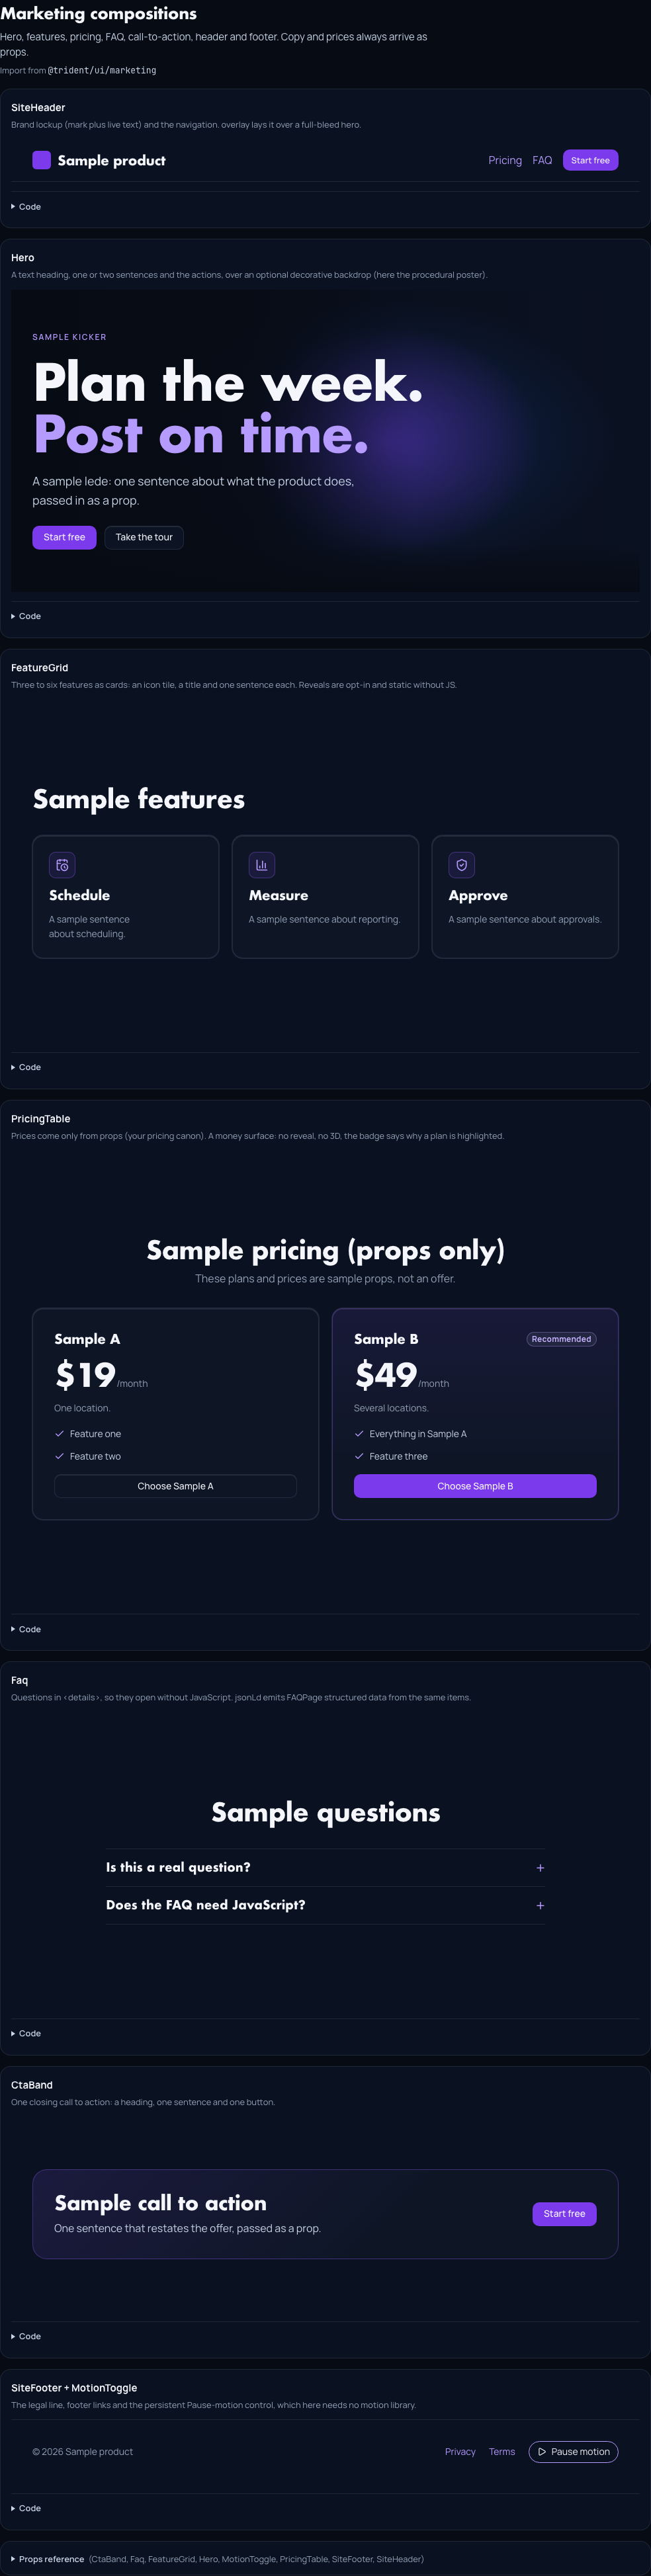 Marketing compositions
Hero, features, pricing, FAQ, call-to-action, header and footer. Copy and prices always arrive as
props.
Import from @trident/ui/marketing
SiteHeader
Brand lockup (mark plus live text) and the navigation. overlay lays it over a full-bleed hero.
Sample product
Pricing FAQ Start free
Code
Hero
A text heading, one or two sentences and the actions, over an optional decorative backdrop (here the procedural poster).
SAMPLE KICKER
Plan the week.
Post on time.
A sample lede: one sentence about what the product does,
passed in as a prop.
Start free Take the tour
Code
FeatureGrid
Three to six features as cards: an icon tile, a title and one sentence each. Reveals are opt-in and static without JS.
Sample features
Schedule
A sample sentence
about scheduling.
Measure
A sample sentence about reporting.
Approve
A sample sentence about approvals.
Code
PricingTable
Prices come only from props (your pricing canon). A money surface: no reveal, no 3D, the badge says why a plan is highlighted.
Sample pricing (props only)
These plans and prices are sample props, not an offer.
Sample A
$19/month
One location.
Feature one
Feature two
Choose Sample A
Sample B Recommended
$49/month
Several locations.
Everything in Sample A
Feature three
Choose Sample B
Code
Faq
Questions in <details>, so they open without JavaScript. jsonLd emits FAQPage structured data from the same items.
Sample questions
Is this a real question? +
Does the FAQ need JavaScript? +
Code
CtaBand
One closing call to action: a heading, one sentence and one button.
Sample call to action
One sentence that restates the offer, passed as a prop.
Start free
Code
SiteFooter + MotionToggle
The legal line, footer links and the persistent Pause-motion control, which here needs no motion library.
© 2026 Sample product
Privacy Terms Pause motion
Code
Props reference (CtaBand, Faq, FeatureGrid, Hero, MotionToggle, PricingTable, SiteFooter, SiteHeader)